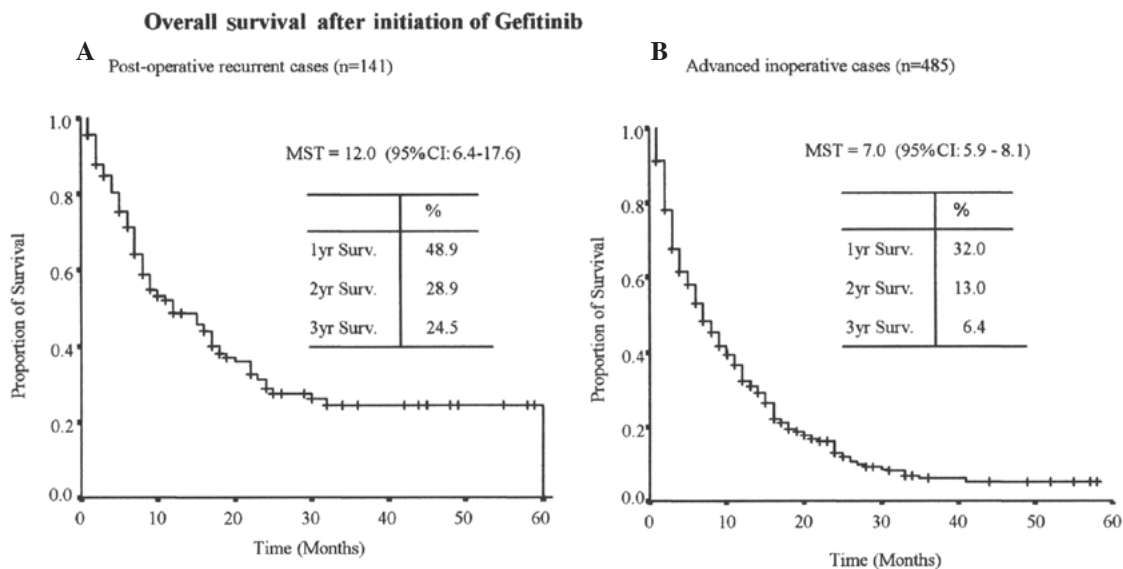 Overall survival after initiation of Gefitinib
A
Post-operative recurrent cases (n=141)
MST = 12.0 (95%CI:6.4-17.6)
%
1yr Surv. 48.9
2yr Surv. 28.9
3yr Surv. 24.5
Proportion of Survival
1.0
0.8
0.6
0.4
0.2
0.0
0 10 20 30 40 50 60
Time (Months)
B
Advanced inoperative cases (n=485)
MST = 7.0 (95%CI: 5.9 - 8.1)
%
1yr Surv. 32.0
2yr Surv. 13.0
3yr Surv. 6.4
Proportion of Survival
1.0
0.8
0.6
0.4
0.2
0.0
0 10 20 30 40 50 60
Time (Months)